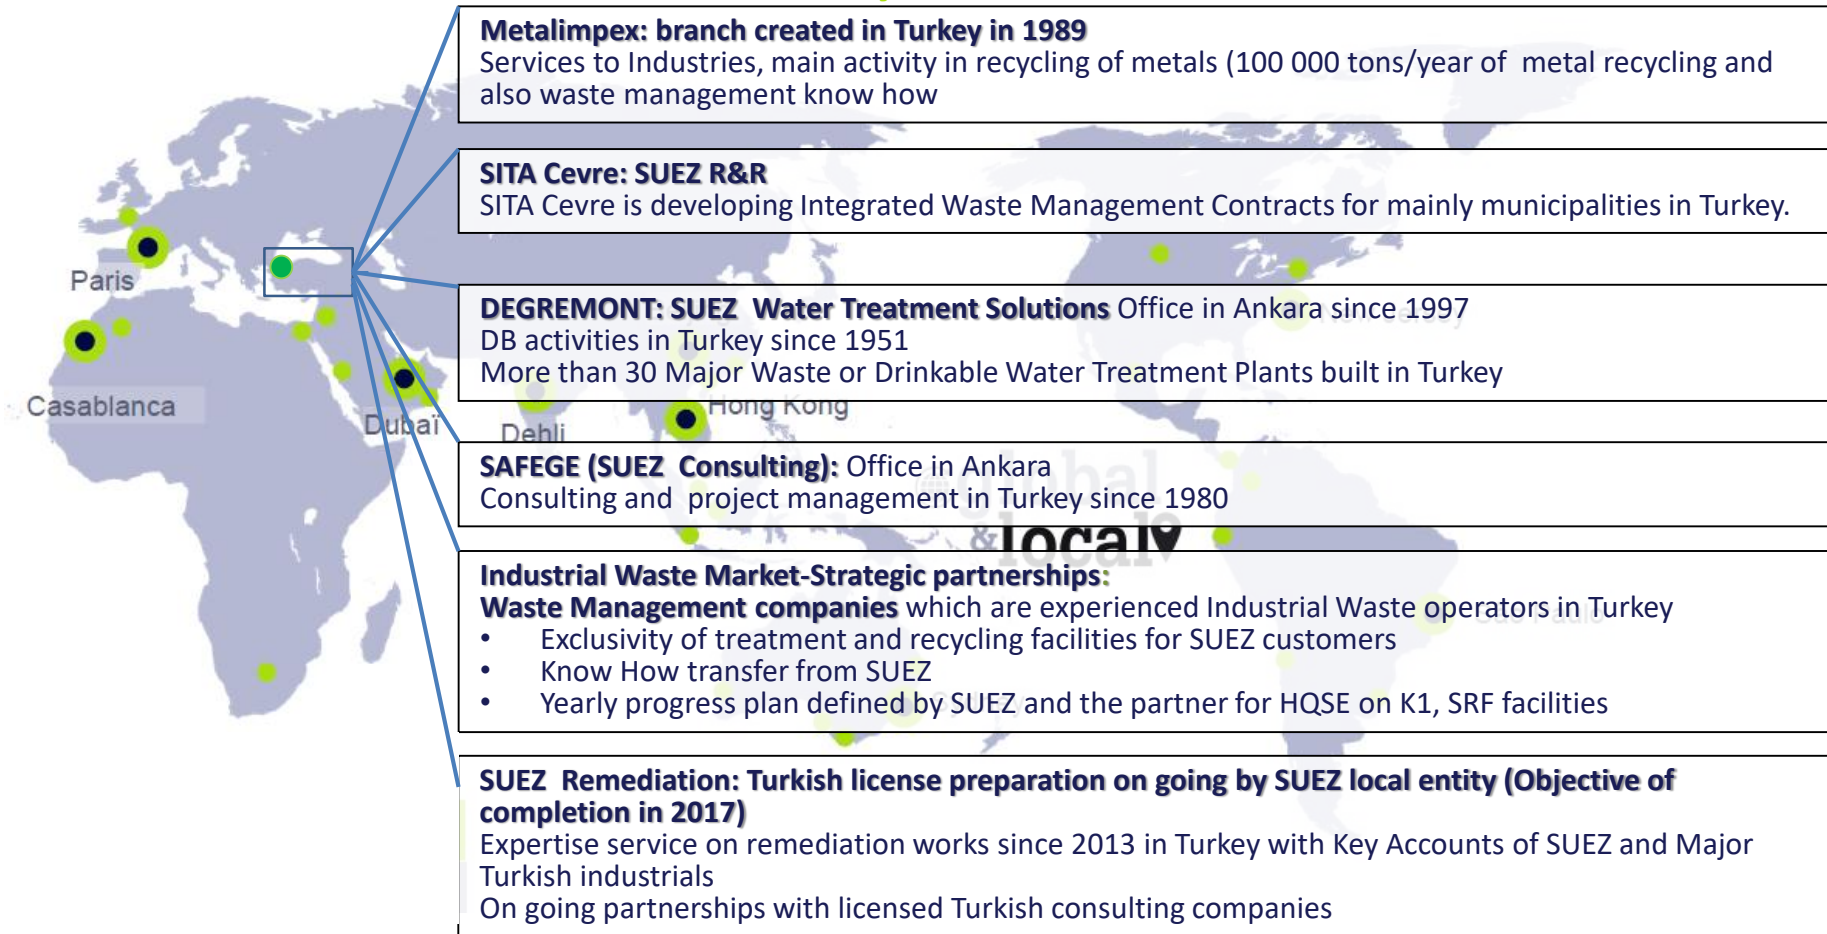 Metalimpex: branch created in Turkey in 1989
Services to Industries, main activity in recycling of metals (100 000 tons/year of metal recycling and
also waste management know how
SITA Cevre: SUEZ R&R
SITA Cevre is developing Integrated Waste Management Contracts for mainly municipalities in Turkey.
Paris
DEGREMONT: SUEZ Water Treatment Solutions Office in Ankara since 1997
DB activities in Turkey since 1951
More than 30 Major Waste or Drinkable Water Treatment Plants built in Turkey
Casablanca
Dubaï
Dehli
Hong Kong
SAFEGE (SUEZ Consulting): Office in Ankara
Consulting and project management in Turkey since 1980
global
&local
Industrial Waste Market-Strategic partnerships:
Waste Management companies which are experienced Industrial Waste operators in Turkey
Sao Paulo
• Exclusivity of treatment and recycling facilities for SUEZ customers
• Know How transfer from SUEZ
• Yearly progress plan defined by SUEZ and the partner for HQSE on K1, SRF facilities
Sydney
SUEZ Remediation: Turkish license preparation on going by SUEZ local entity (Objective of
completion in 2017)
Expertise service on remediation works since 2013 in Turkey with Key Accounts of SUEZ and Major
Turkish industrials
On going partnerships with licensed Turkish consulting companies